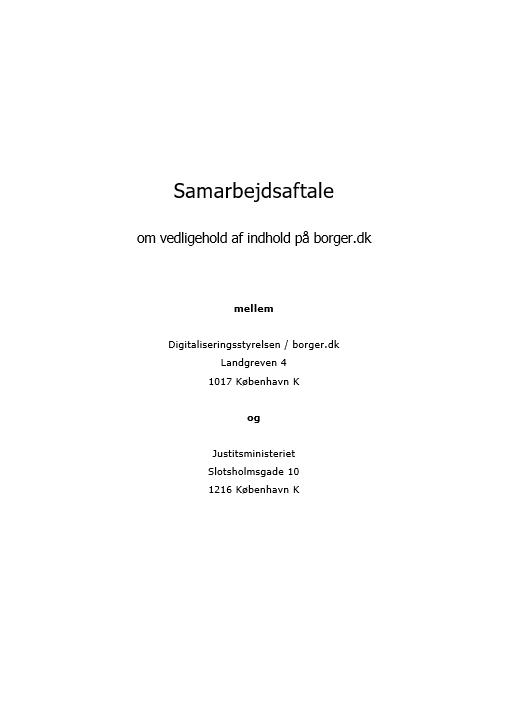 Samarbejdsaftale
om vedligehold af indhold på borger.dk
mellem
Digitaliseringsstyrelsen / borger.dk
Landgreven 4
1017 København K
og
Justitsministeriet
Slotsholmsgade 10
1216 København K